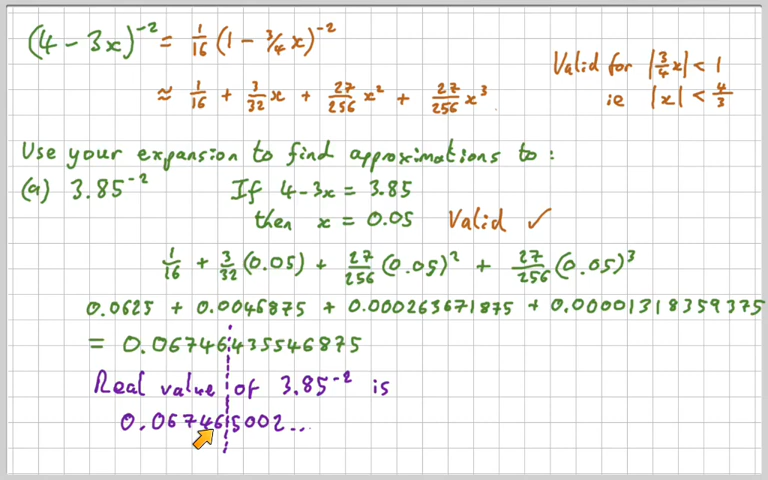 (4 - 3x)⁻² = 1/16 (1 - 3/4 x)⁻²
Valid for |3/4 x| < 1
≈ 1/16 + 3/32 x + 27/256 x² + 27/256 x³
ie |x| < 4/3
Use your expansion to find approximations to :
(a) 3.85⁻² If 4 - 3x = 3.85
then x = 0.05 Valid ✓
1/16 + 3/32 (0.05) + 27/256 (0.05)² + 27/256 (0.05)³
0.0625 + 0.0046875 + 0.000263671875 + 0.00001318359375
= 0.06746435546875
Real value of 3.85⁻² is
0.067465002...